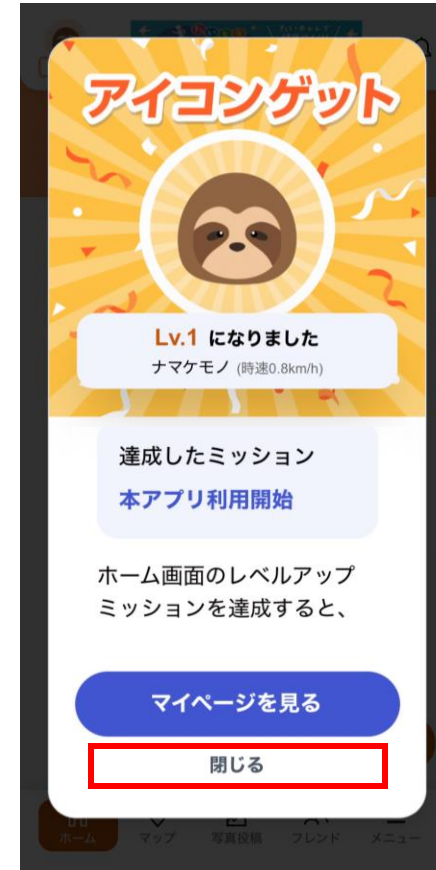 アイコンゲット
Lv.1 になりました
ナマケモノ (時速0.8km/h)
達成したミッション
本アプリ利用開始
ホーム画面のレベルアップ
ミッションを達成すると、
マイページを見る
閉じる
ホーム マップ 写真投稿 フレンド メニュー